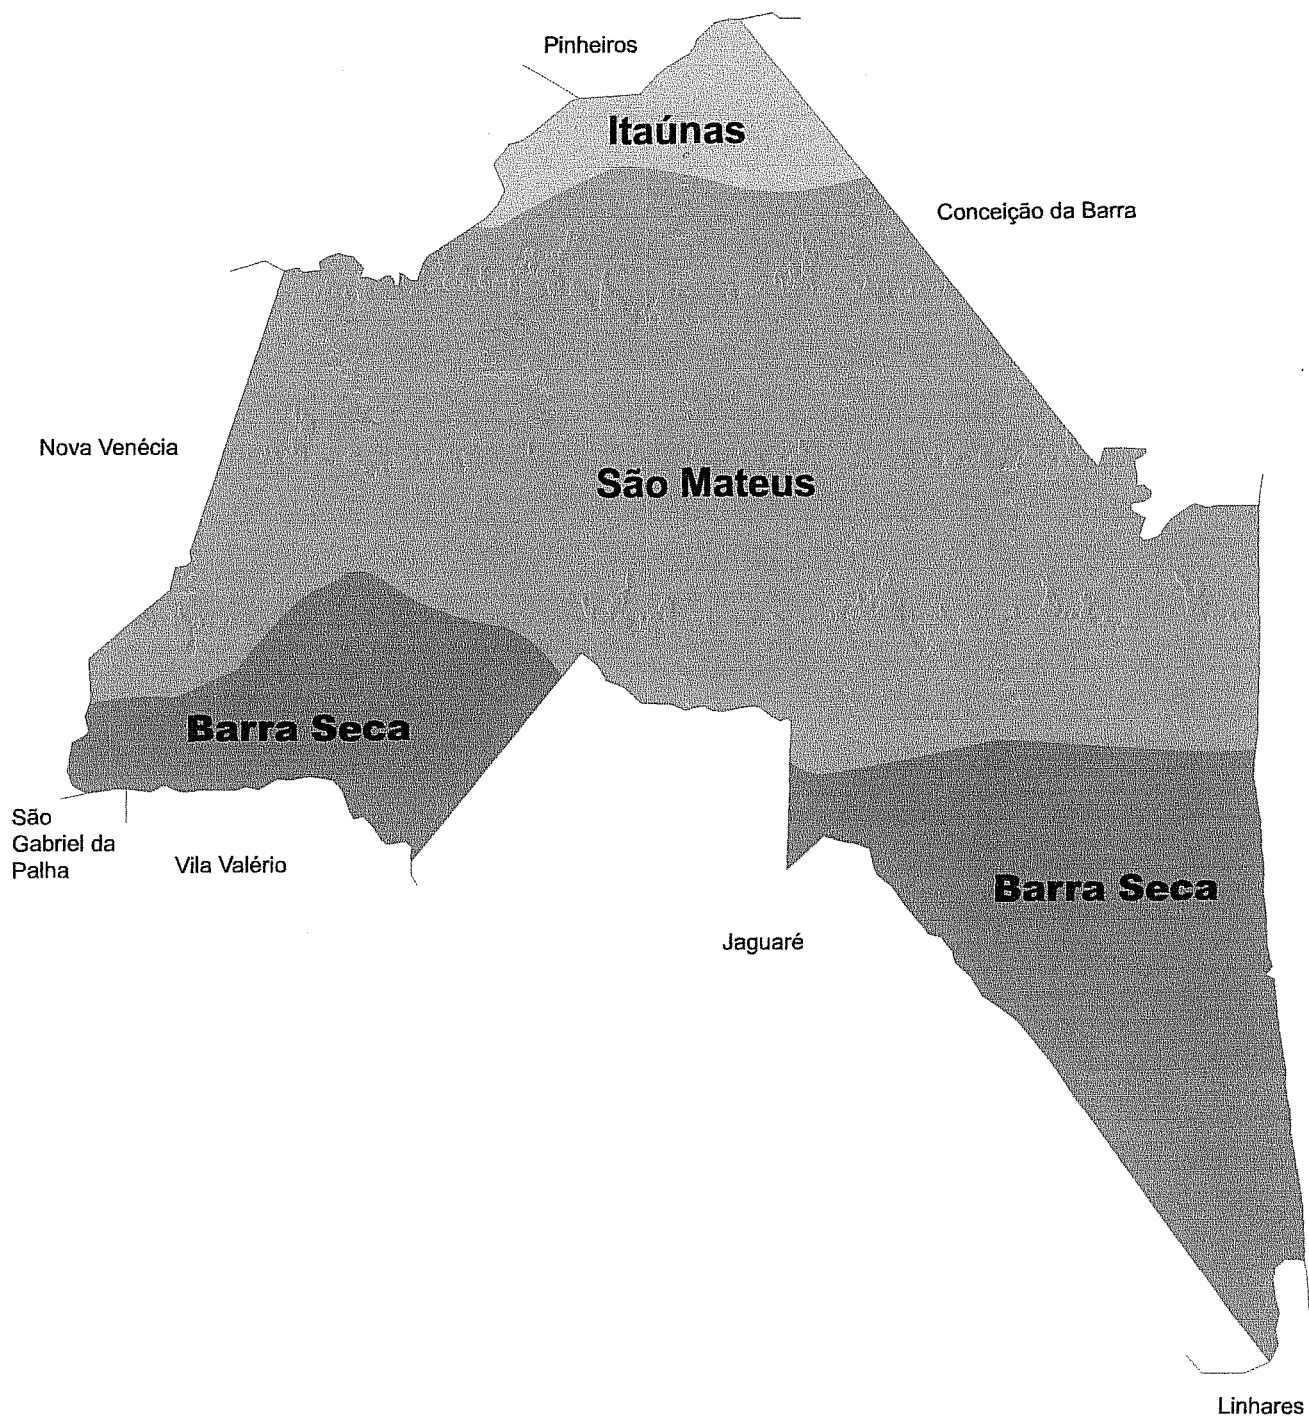 Pinheiros
Itaúnas
Conceição da Barra
Nova Venécia
São Mateus
Barra Seca
São
Gabriel da
Palha
Vila Valério
Barra Seca
Jaguaré
Linhares